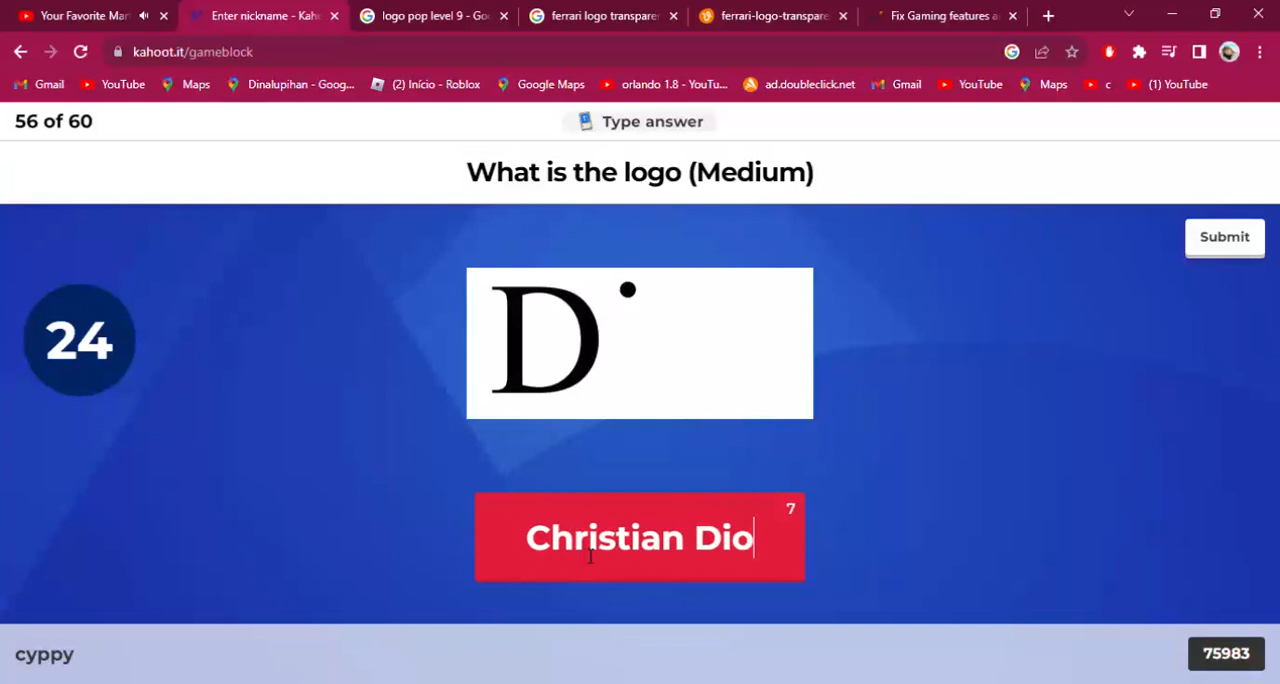 Your Favorite Mar
Enter nickname - Kaho
logo pop level 9 - Goo
ferrari logo transparen
ferrari-logo-transpare
Fix Gaming features a
kahoot.it/gameblock
Gmail
YouTube
Maps
Dinalupihan - Goog...
(2) Início - Roblox
Google Maps
orlando 1.8 - YouTu...
ad.doubleclick.net
Gmail
YouTube
Maps
c
(1) YouTube
56 of 60
Type answer
What is the logo (Medium)
Submit
24
D
7
Christian Dio
cyppy
75983